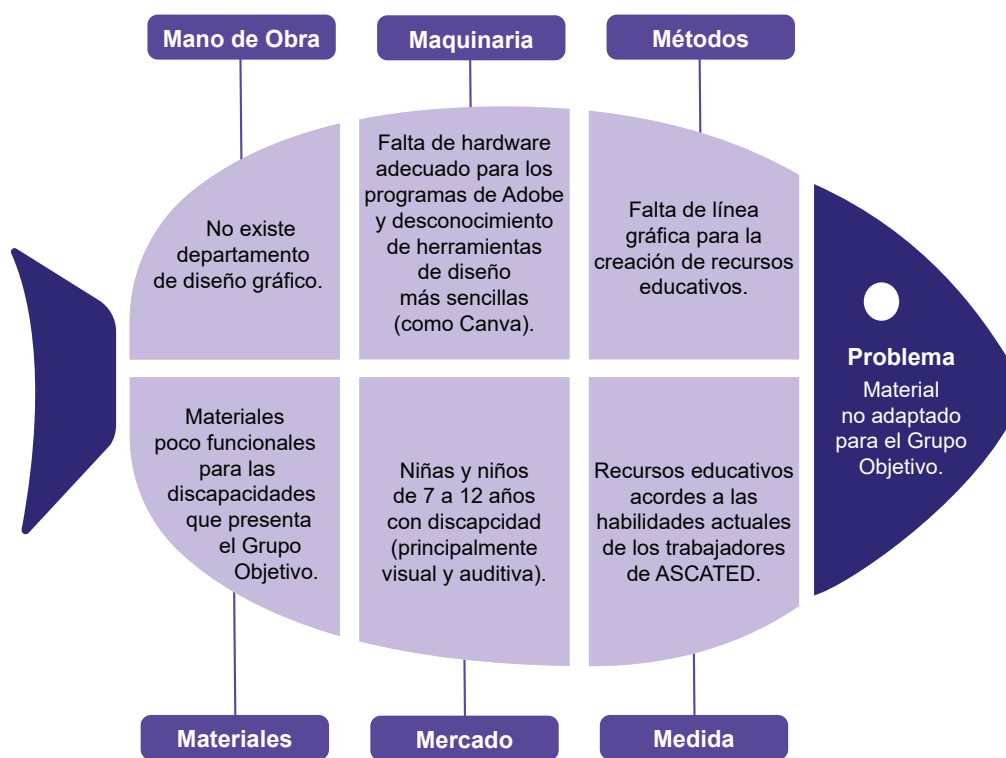 Mano de Obra
Maquinaria
Métodos
No existe
departamento
de diseño gráfico.
Falta de hardware
adecuado para los
programas de Adobe
y desconocimiento
de herramientas
de diseño
más sencillas
(como Canva).
Falta de línea
gráfica para la
creación de recursos
educativos.
Problema
Material
no adaptado
para el Grupo
Objetivo.
Materiales
poco funcionales
para las
discapacidades
que presenta
el Grupo
Objetivo.
Niñas y niños
de 7 a 12 años
con discapcidad
(principalmente
visual y auditiva).
Recursos educativos
acordes a las
habilidades actuales
de los trabajadores
de ASCATED.
Materiales
Mercado
Medida